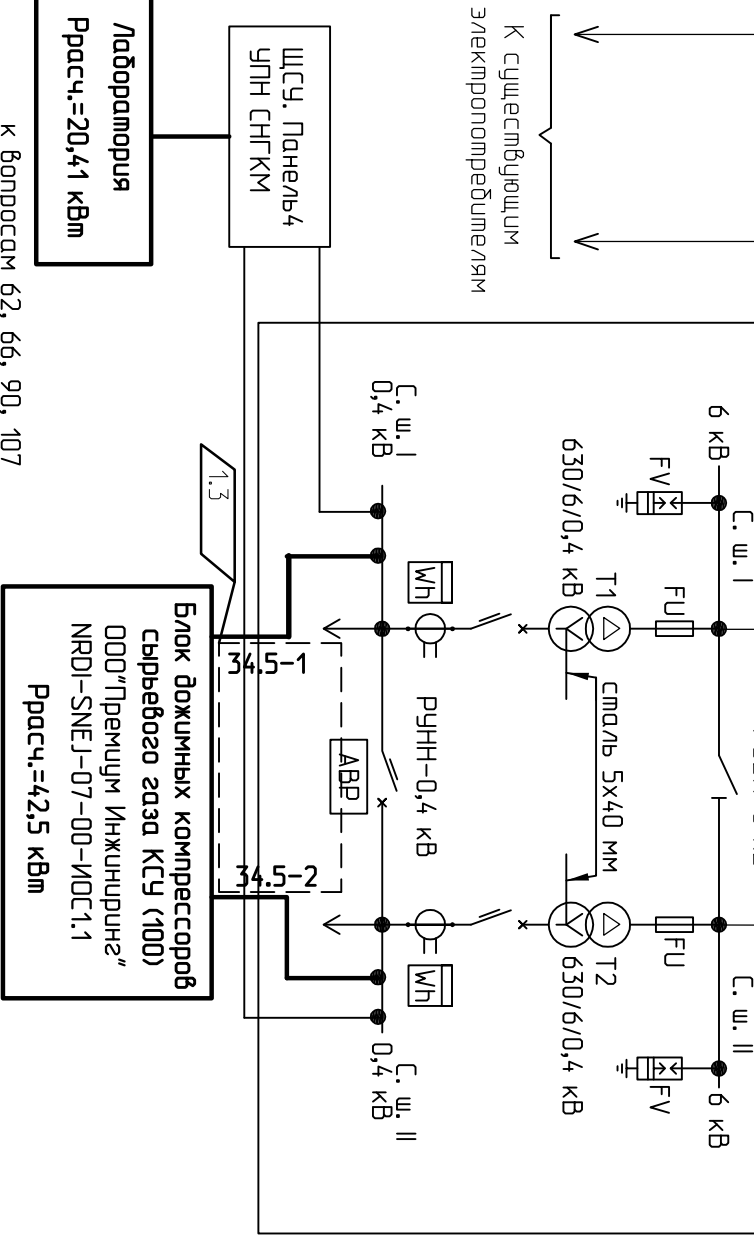 С. ш. I
6 кВ
С. ш. II
6 кВ
FV
FU
FU
FV
Т1
630/6/0,4 кВ
сталь 5х40 мм
Т2
630/6/0,4 кВ
К существующим
электропотребителям
Wh
РУНН-0,4 кВ
Wh
С. ш. I
0,4 кВ
АВР
С. ш. II
0,4 кВ
ЩСУ. Панель4
УПН СНГКМ
34.5-1
34.5-2
1.3
Лаборатория
Ррасч.=20,41 кВт
Блок дожимных компрессоров
сырьевого газа КСУ (100)
ООО"Премиум Инжиниринг"
NRDI-SNEJ-07-00-ИОС1.1
Ррасч.=42,5 кВт
к вопросам 62, 66, 90, 107